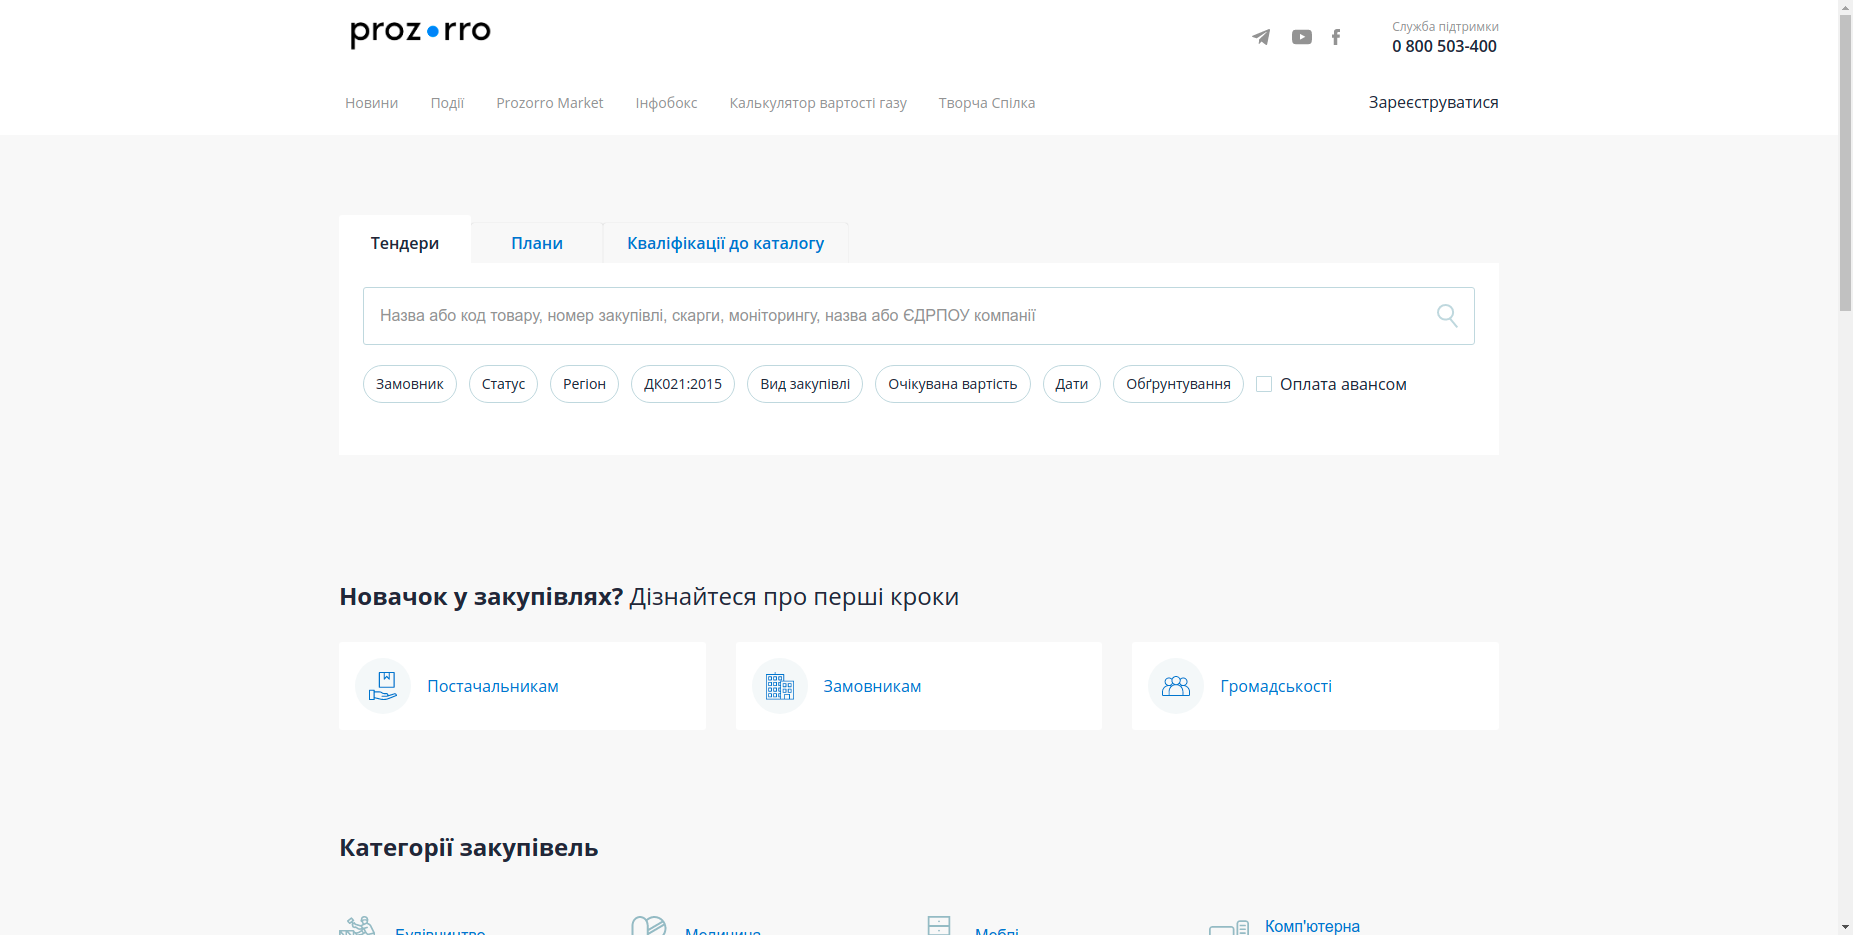 prozorro
Служба підтримки
0 800 503-400
Новини Події Prozorro Market Інфобокс Калькулятор вартості газу Творча Спілка Зареєструватися
Тендери Плани Кваліфікації до каталогу
Назва або код товару, номер закупівлі, скарги, моніторингу, назва або ЄДРПОУ компанії
Замовник Статус Регіон ДК021:2015 Вид закупівлі Очікувана вартість Дати Обґрунтування Оплата авансом
Новачок у закупівлях? Дізнайтеся про перші кроки
Постачальникам Замовникам Громадськості
Категорії закупівель
Будівництво Медицина Меблі Комп'ютерна